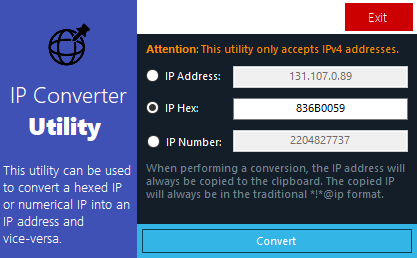 Exit
IP Converter
Utility
This utility can be used
to convert a hexed IP
or numerical IP into an
IP address and
vice-versa.
Attention: This utility only accepts IPv4 addresses.
IP Address: 131.107.0.89
IP Hex: 836B0059
IP Number: 2204827737
When performing a conversion, the IP address will
always be copied to the clipboard. The copied IP
will always be in the traditional *!*@ip format.
Convert